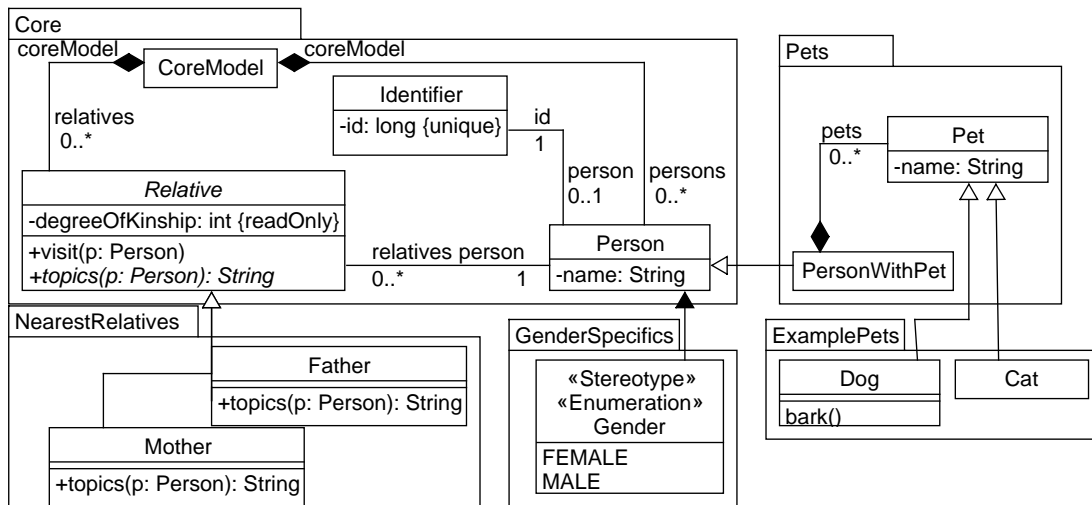 Core
coreModel
CoreModel
coreModel
relatives
0..*
Identifier
-id: long {unique}
id
1
person
0..1
persons
0..*
Relative
-degreeOfKinship: int {readOnly}
+visit(p: Person)
+topics(p: Person): String
relatives person
0..*
1
Person
-name: String
Pets
pets
0..*
Pet
-name: String
PersonWithPet
NearestRelatives
Father
+topics(p: Person): String
Mother
+topics(p: Person): String
GenderSpecifics
«Stereotype»
«Enumeration»
Gender
FEMALE
MALE
ExamplePets
Dog
bark()
Cat